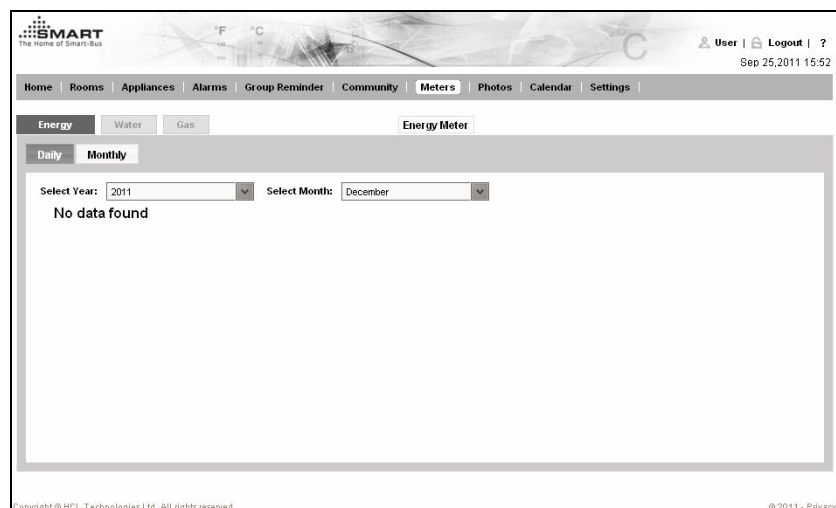 SMART
The Home of Smart-Bus
°F °C
C
User | Logout | ?
Sep 25,2011 15:52
Home | Rooms | Appliances | Alarms | Group Reminder | Community | Meters | Photos | Calendar | Settings |
Energy Water Gas Energy Meter
Daily Monthly
Select Year: 2011 Select Month: December
No data found
Copyright @ HCL Technologies Ltd. All rights reserved. @ 2011 - Privacy